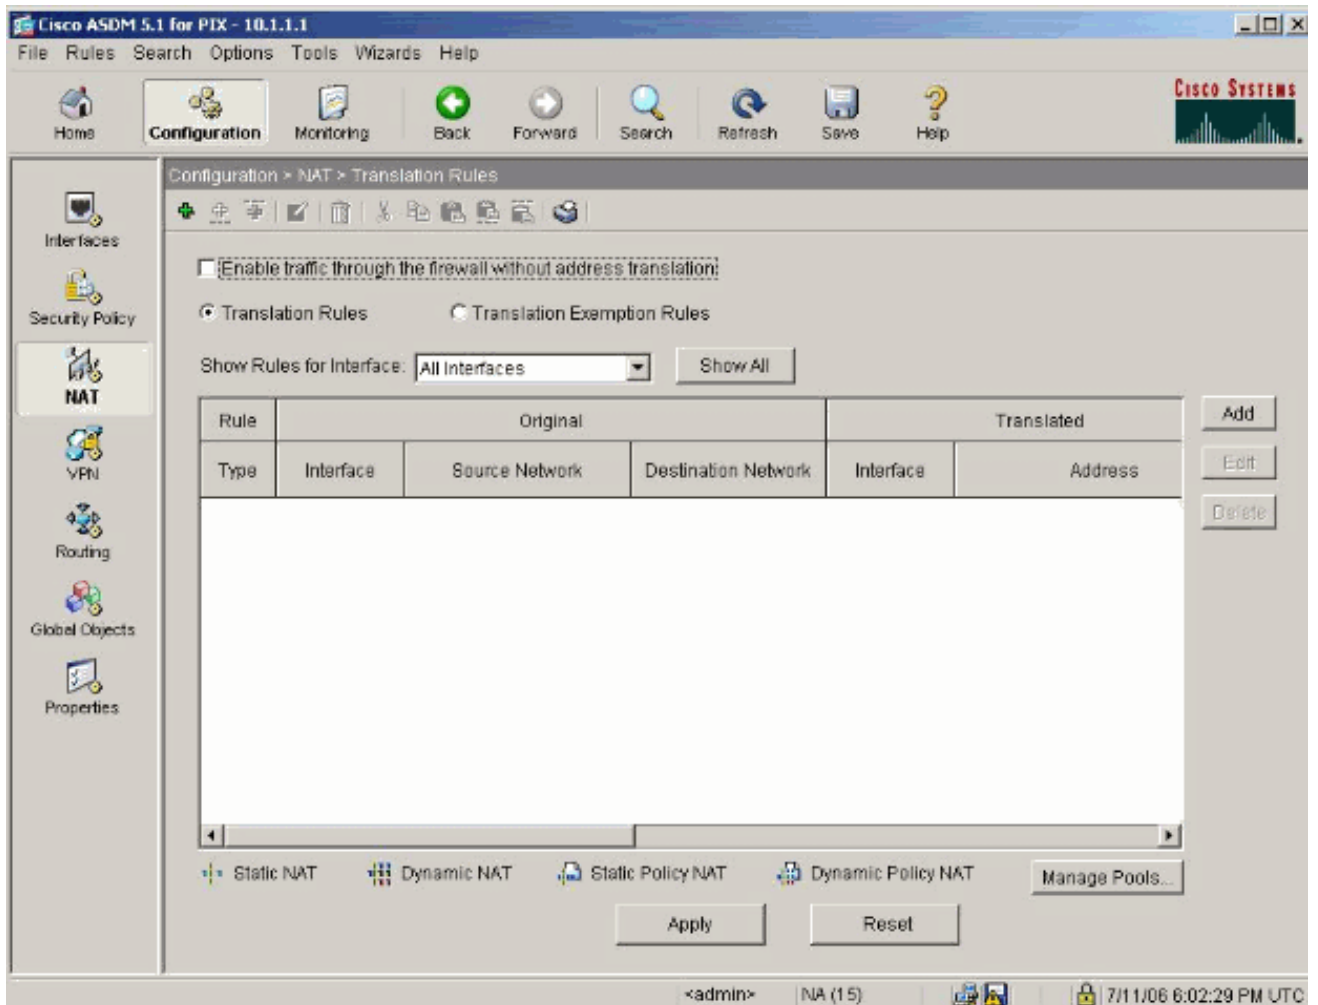 Cisco ASDM 5.1 for PIX - 10.1.1.1
File Rules Search Options Tools Wizards Help
Home Configuration Monitoring Back Forward Search Refresh Save Help
CISCO SYSTEMS
Configuration > NAT > Translation Rules
Interfaces
Security Policy
NAT
VPN
Routing
Global Objects
Properties
Enable traffic through the firewall without address translation
Translation Rules Translation Exemption Rules
Show Rules for Interface: All Interfaces Show All
Rule Original Translated
Type Interface Source Network Destination Network Interface Address
Add
Edit
Delete
Static NAT Dynamic NAT Static Policy NAT Dynamic Policy NAT Manage Pools...
Apply Reset
<admin> NA (15) 7/11/06 6:02:29 PM UTC